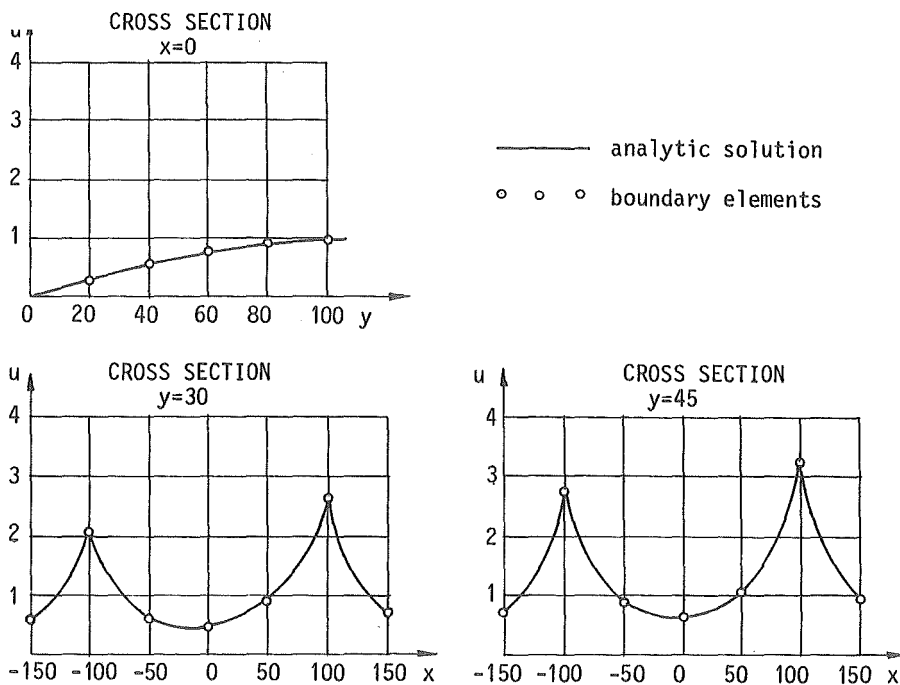 CROSS SECTION
x=0
u
4
3
2
1
0 20 40 60 80 100 y
analytic solution
boundary elements
u CROSS SECTION
y=30
4
3
2
1
-150 -100 -50 0 50 100 150 x
u CROSS SECTION
y=45
4
3
2
1
-150 -100 -50 0 50 100 150 x